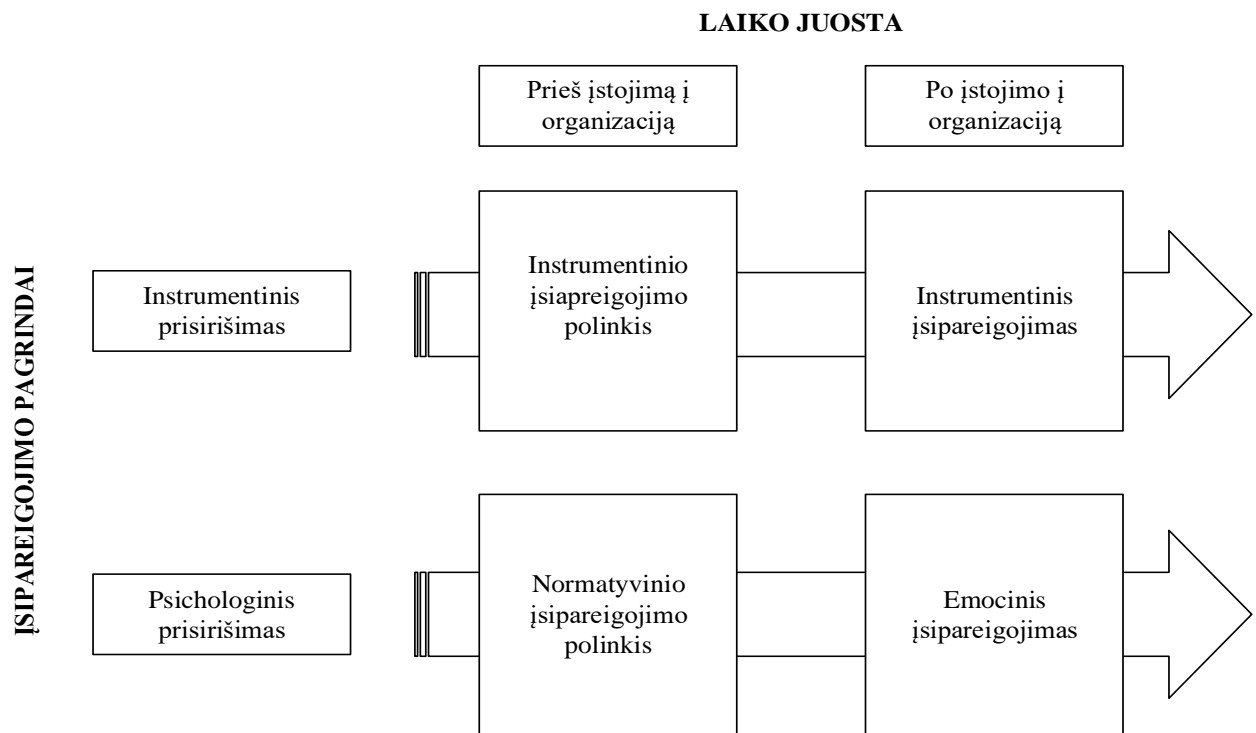 LAIKO JUOSTA
Prieš įstojimą į
organizaciją
Po įstojimo į
organizaciją
ĮSIPAREIGOJIMO PAGRINDAI
Instrumentinis
prisirišimas
Instrumentinio
įsiapreigojimo
polinkis
Instrumentinis
įsipareigojimas
Psichologinis
prisirišimas
Normatyvinio
įsipareigojimo
polinkis
Emocinis
įsipareigojimas